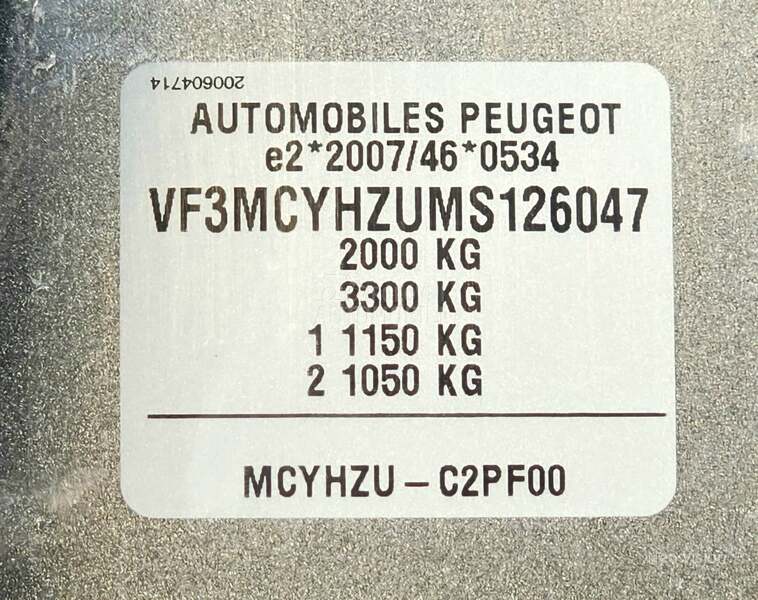 200604714
AUTOMOBILES PEUGEOT
e2*2007/46*0534
VF3MCYHZUMS126047
2000 KG
3300 KG
1 1150 KG
2 1050 KG
MCYHZU – C2PF00